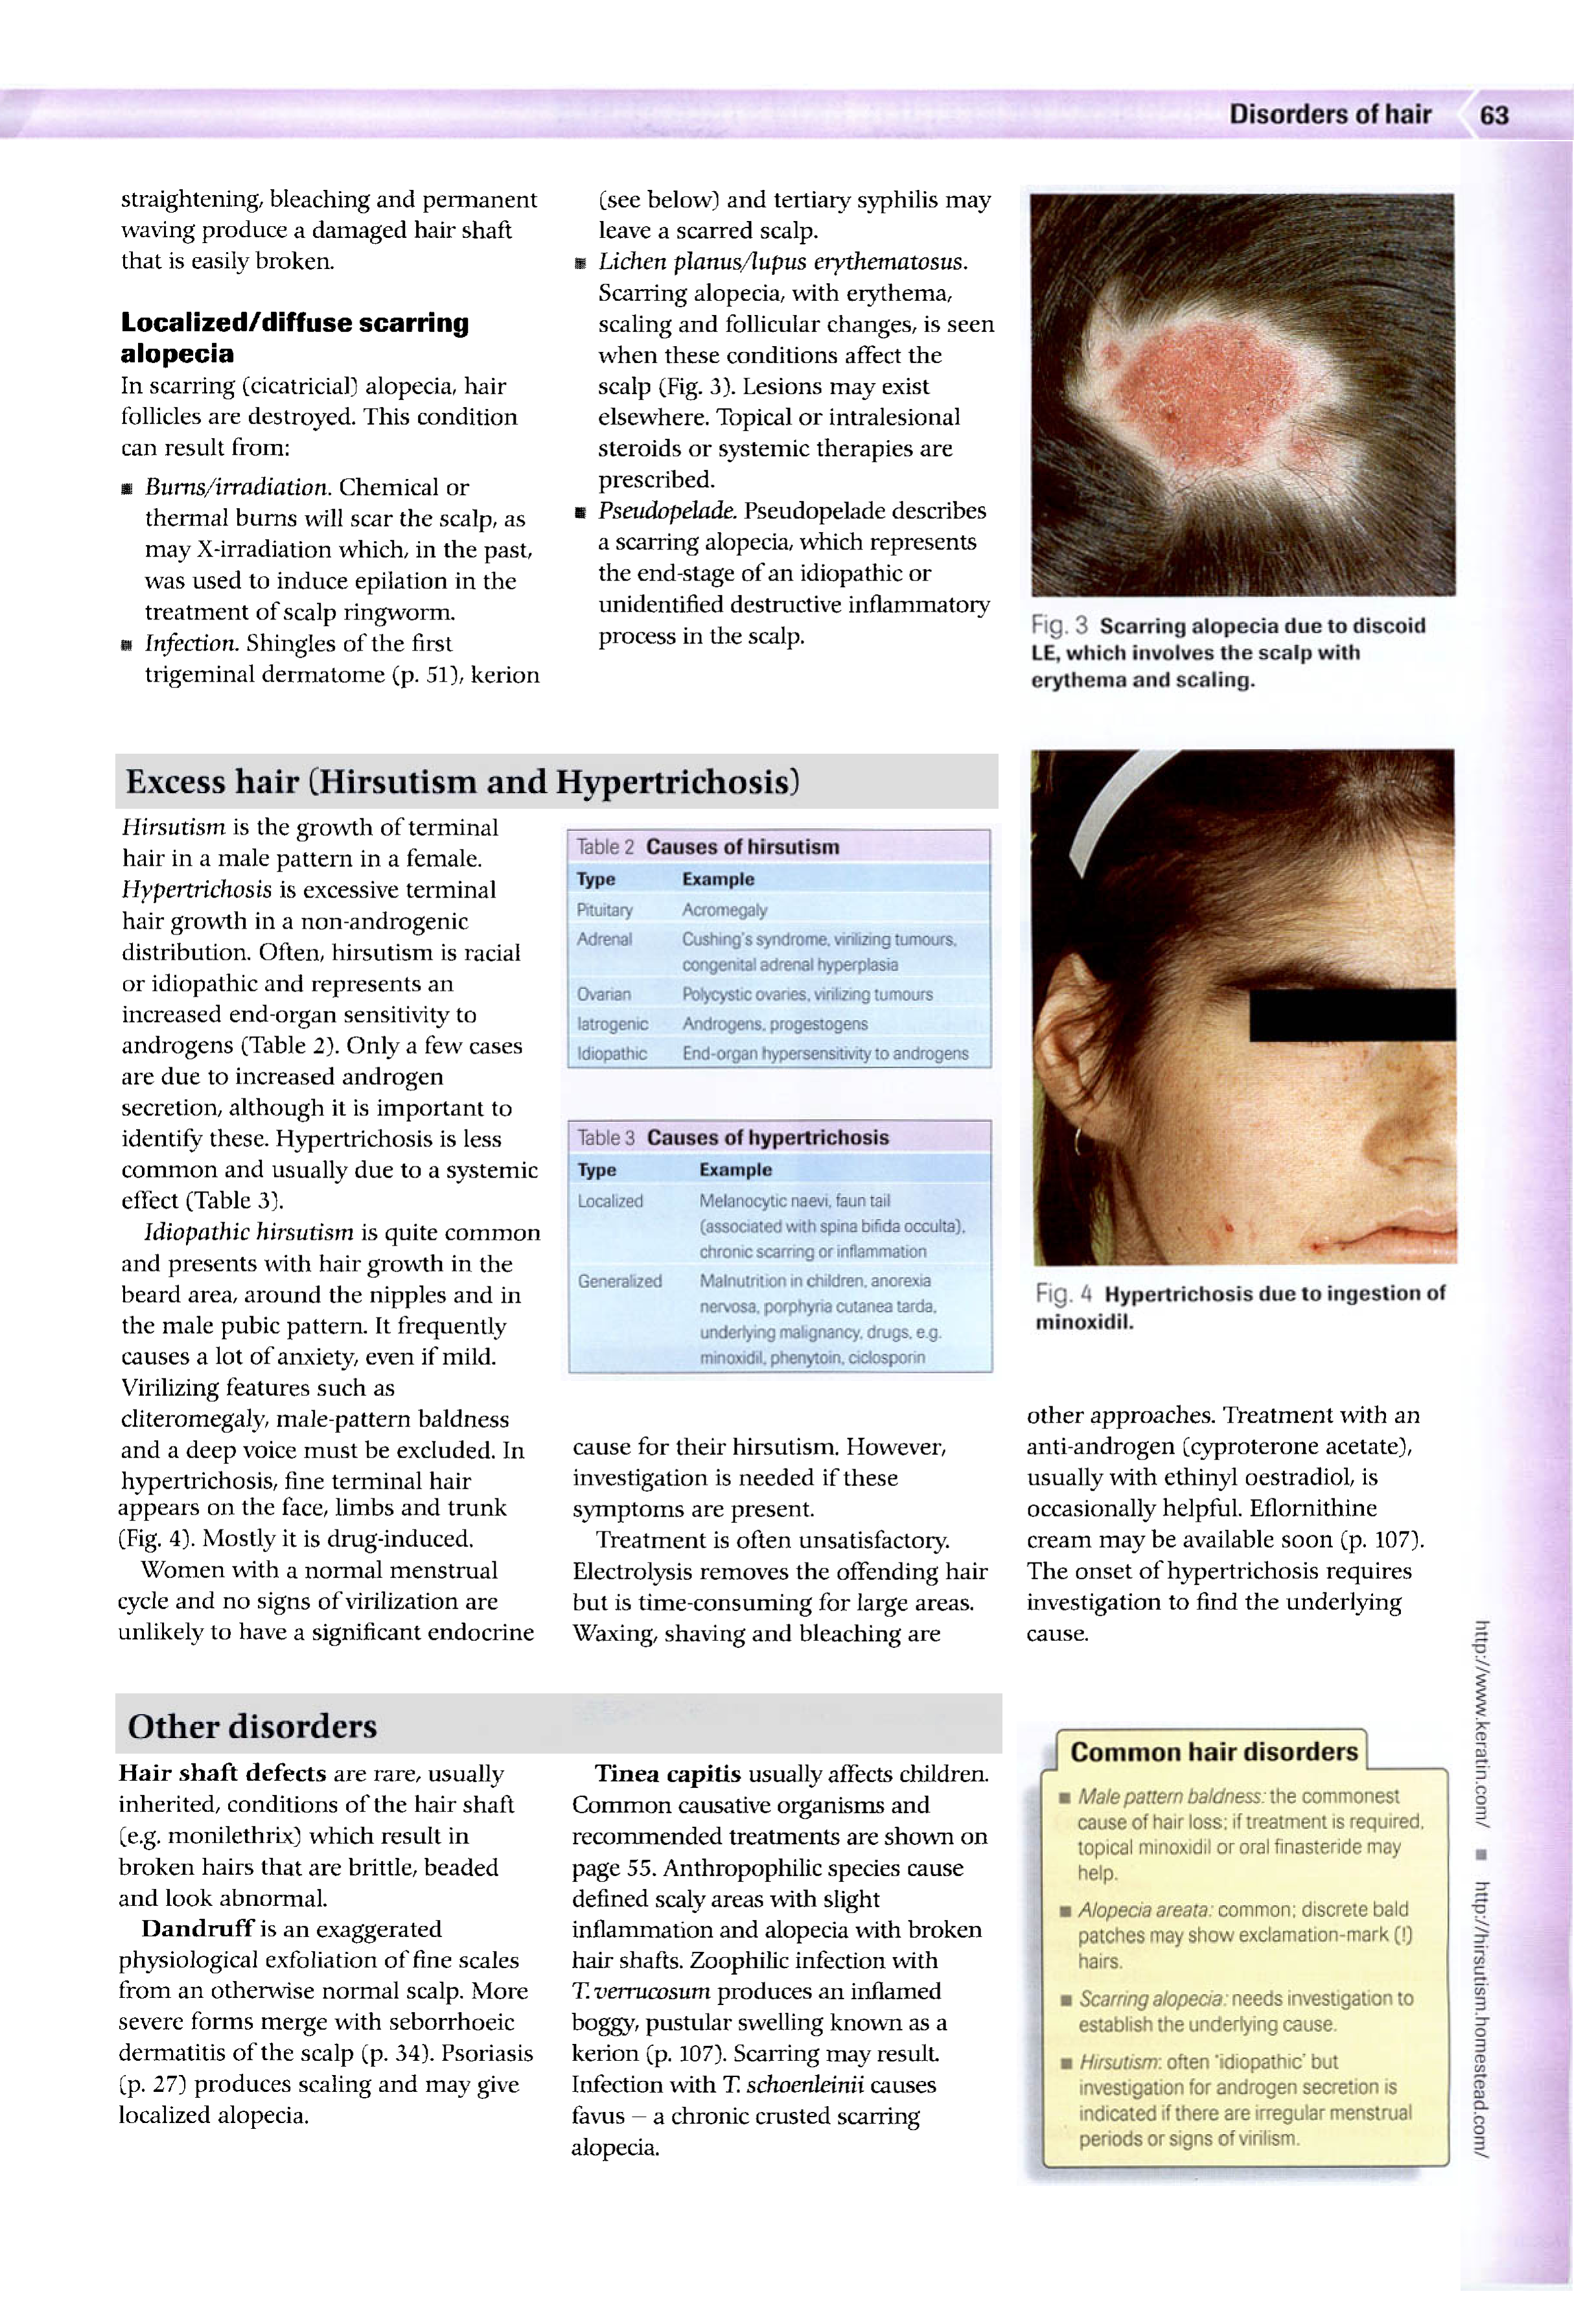 Disorders of hair 63
straightening, bleaching and permanent
waving produce a damaged hair shaft
that is easily broken.
Localized/diffuse scarring
alopecia
In scarring (cicatricial) alopecia, hair
follicles are destroyed. This condition
can result from:
■ Burns/irradiation. Chemical or
thermal burns will scar the scalp, as
may X-irradiation which, in the past,
was used to induce epilation in the
treatment of scalp ringworm.
■ Infection. Shingles of the first
trigeminal dermatome (p. 51), kerion
(see below) and tertiary syphilis may
leave a scarred scalp.
■ Lichen planus/lupus erythematosus.
Scarring alopecia, with erythema,
scaling and follicular changes, is seen
when these conditions affect the
scalp (Fig. 3). Lesions may exist
elsewhere. Topical or intralesional
steroids or systemic therapies are
prescribed.
■ Pseudopelade. Pseudopelade describes
a scarring alopecia, which represents
the end-stage of an idiopathic or
unidentified destructive inflammatory
process in the scalp.
Fig. 3 Scarring alopecia due to discoid
LE, which involves the scalp with
erythema and scaling.
Excess hair (Hirsutism and Hypertrichosis)
Hirsutism is the growth of terminal
hair in a male pattern in a female.
Hypertrichosis is excessive terminal
hair growth in a non-androgenic
distribution. Often, hirsutism is racial
or idiopathic and represents an
increased end-organ sensitivity to
androgens (Table 2). Only a few cases
are due to increased androgen
secretion, although it is important to
identify these. Hypertrichosis is less
common and usually due to a systemic
effect (Table 3).
Idiopathic hirsutism is quite common
and presents with hair growth in the
beard area, around the nipples and in
the male pubic pattern. It frequently
causes a lot of anxiety, even if mild.
Virilizing features such as
cliteromegaly, male-pattern baldness
and a deep voice must be excluded. In
hypertrichosis, fine terminal hair
appears on the face, limbs and trunk
(Fig. 4). Mostly it is drug-induced.
Women with a normal menstrual
cycle and no signs of virilization are
unlikely to have a significant endocrine
Table 2 Causes of hirsutism
Type Example
Pituitary Acromegaly
Adrenal Cushing's syndrome, virilizing tumours,
congenital adrenal hyperplasia
Ovarian Polycystic ovaries, virilizing tumours
Iatrogenic Androgens, progestogens
Idiopathic End-organ hypersensitivity to androgens
Table 3 Causes of hypertrichosis
Type Example
Localized Melanocytic naevi, faun tail
(associated with spina bifida occulta),
chronic scarring or inflammation
Generalized Malnutrition in children, anorexia
nervosa, porphyria cutanea tarda,
underlying malignancy, drugs, e.g.
minoxidil, phenytoin, ciclosporin
cause for their hirsutism. However,
investigation is needed if these
symptoms are present.
Treatment is often unsatisfactory.
Electrolysis removes the offending hair
but is time-consuming for large areas.
Waxing, shaving and bleaching are
Fig. 4 Hypertrichosis due to ingestion of
minoxidil.
other approaches. Treatment with an
anti-androgen (cyproterone acetate),
usually with ethinyl oestradiol, is
occasionally helpful. Eflornithine
cream may be available soon (p. 107).
The onset of hypertrichosis requires
investigation to find the underlying
cause.
Other disorders
Hair shaft defects are rare, usually
inherited, conditions of the hair shaft
(e.g. monilethrix) which result in
broken hairs that are brittle, beaded
and look abnormal.
Dandruff is an exaggerated
physiological exfoliation of fine scales
from an otherwise normal scalp. More
severe forms merge with seborrhoeic
dermatitis of the scalp (p. 34). Psoriasis
(p. 27) produces scaling and may give
localized alopecia.
Tinea capitis usually affects children.
Common causative organisms and
recommended treatments are shown on
page 55. Anthropophilic species cause
defined scaly areas with slight
inflammation and alopecia with broken
hair shafts. Zoophilic infection with
T. verrucosum produces an inflamed
boggy, pustular swelling known as a
kerion (p. 107). Scarring may result.
Infection with T. schoenleinii causes
favus – a chronic crusted scarring
alopecia.
Common hair disorders
■ Male pattern baldness: the commonest
cause of hair loss; if treatment is required,
topical minoxidil or oral finasteride may
help.
■ Alopecia areata: common; discrete bald
patches may show exclamation-mark (!)
hairs.
■ Scarring alopecia: needs investigation to
establish the underlying cause.
■ Hirsutism: often 'idiopathic' but
investigation for androgen secretion is
indicated if there are irregular menstrual
periods or signs of virilism.
http://www.keratin.com/ ■ http://hirsutism.homestead.com/